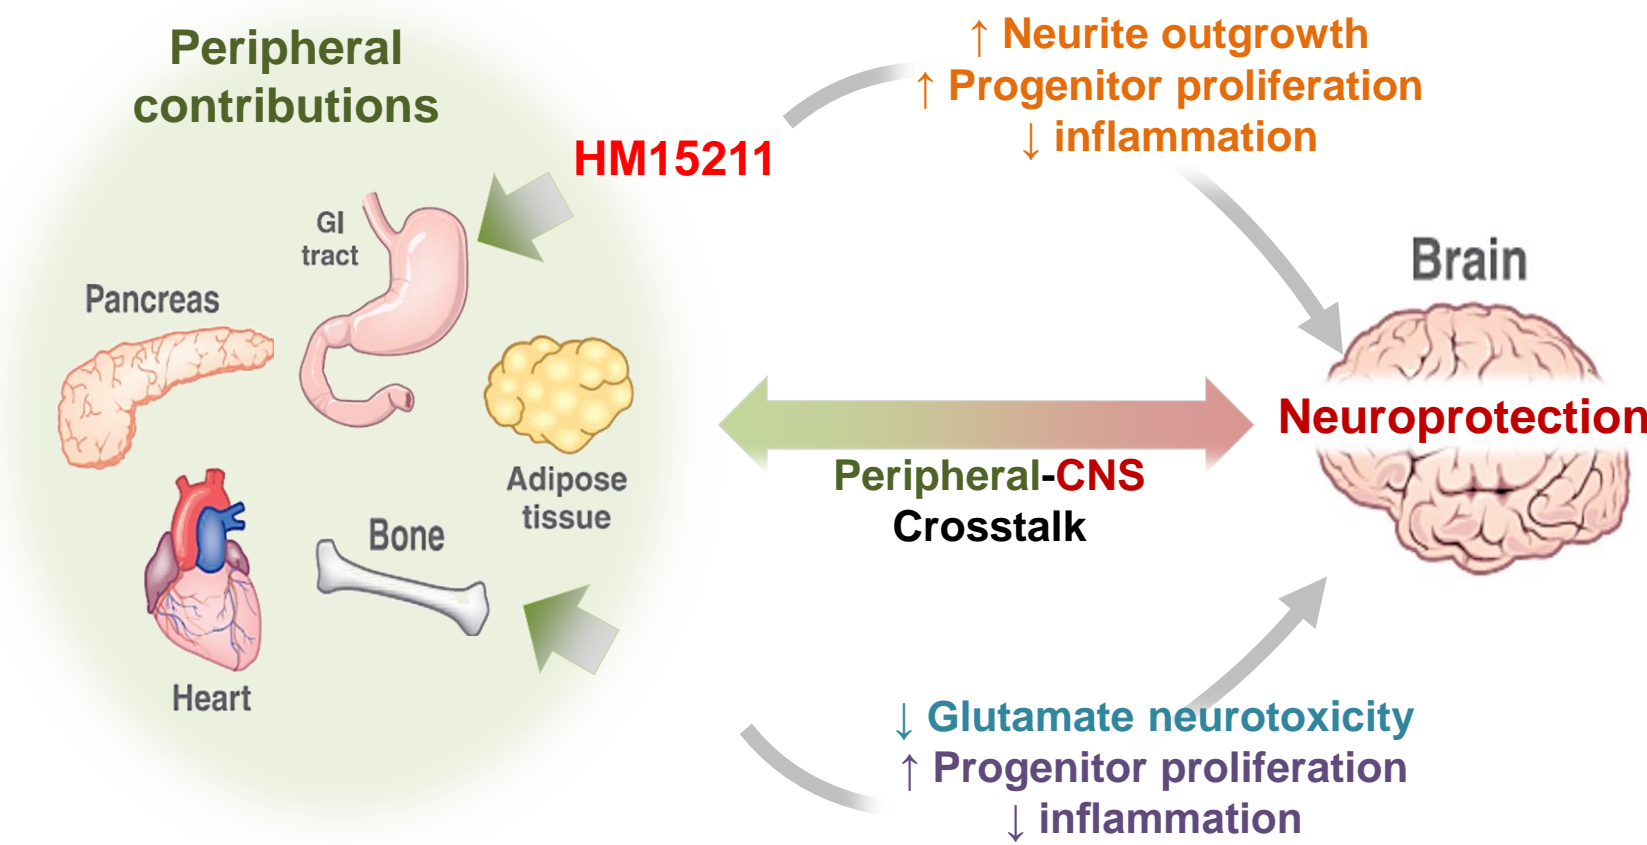 Peripheral
contributions
HM15211
↑ Neurite outgrowth
↑ Progenitor proliferation
↓ inflammation
GI
tract
Pancreas
Adipose
tissue
Bone
Heart
Peripheral-CNS
Crosstalk
Brain
Neuroprotection
↓ Glutamate neurotoxicity
↑ Progenitor proliferation
↓ inflammation